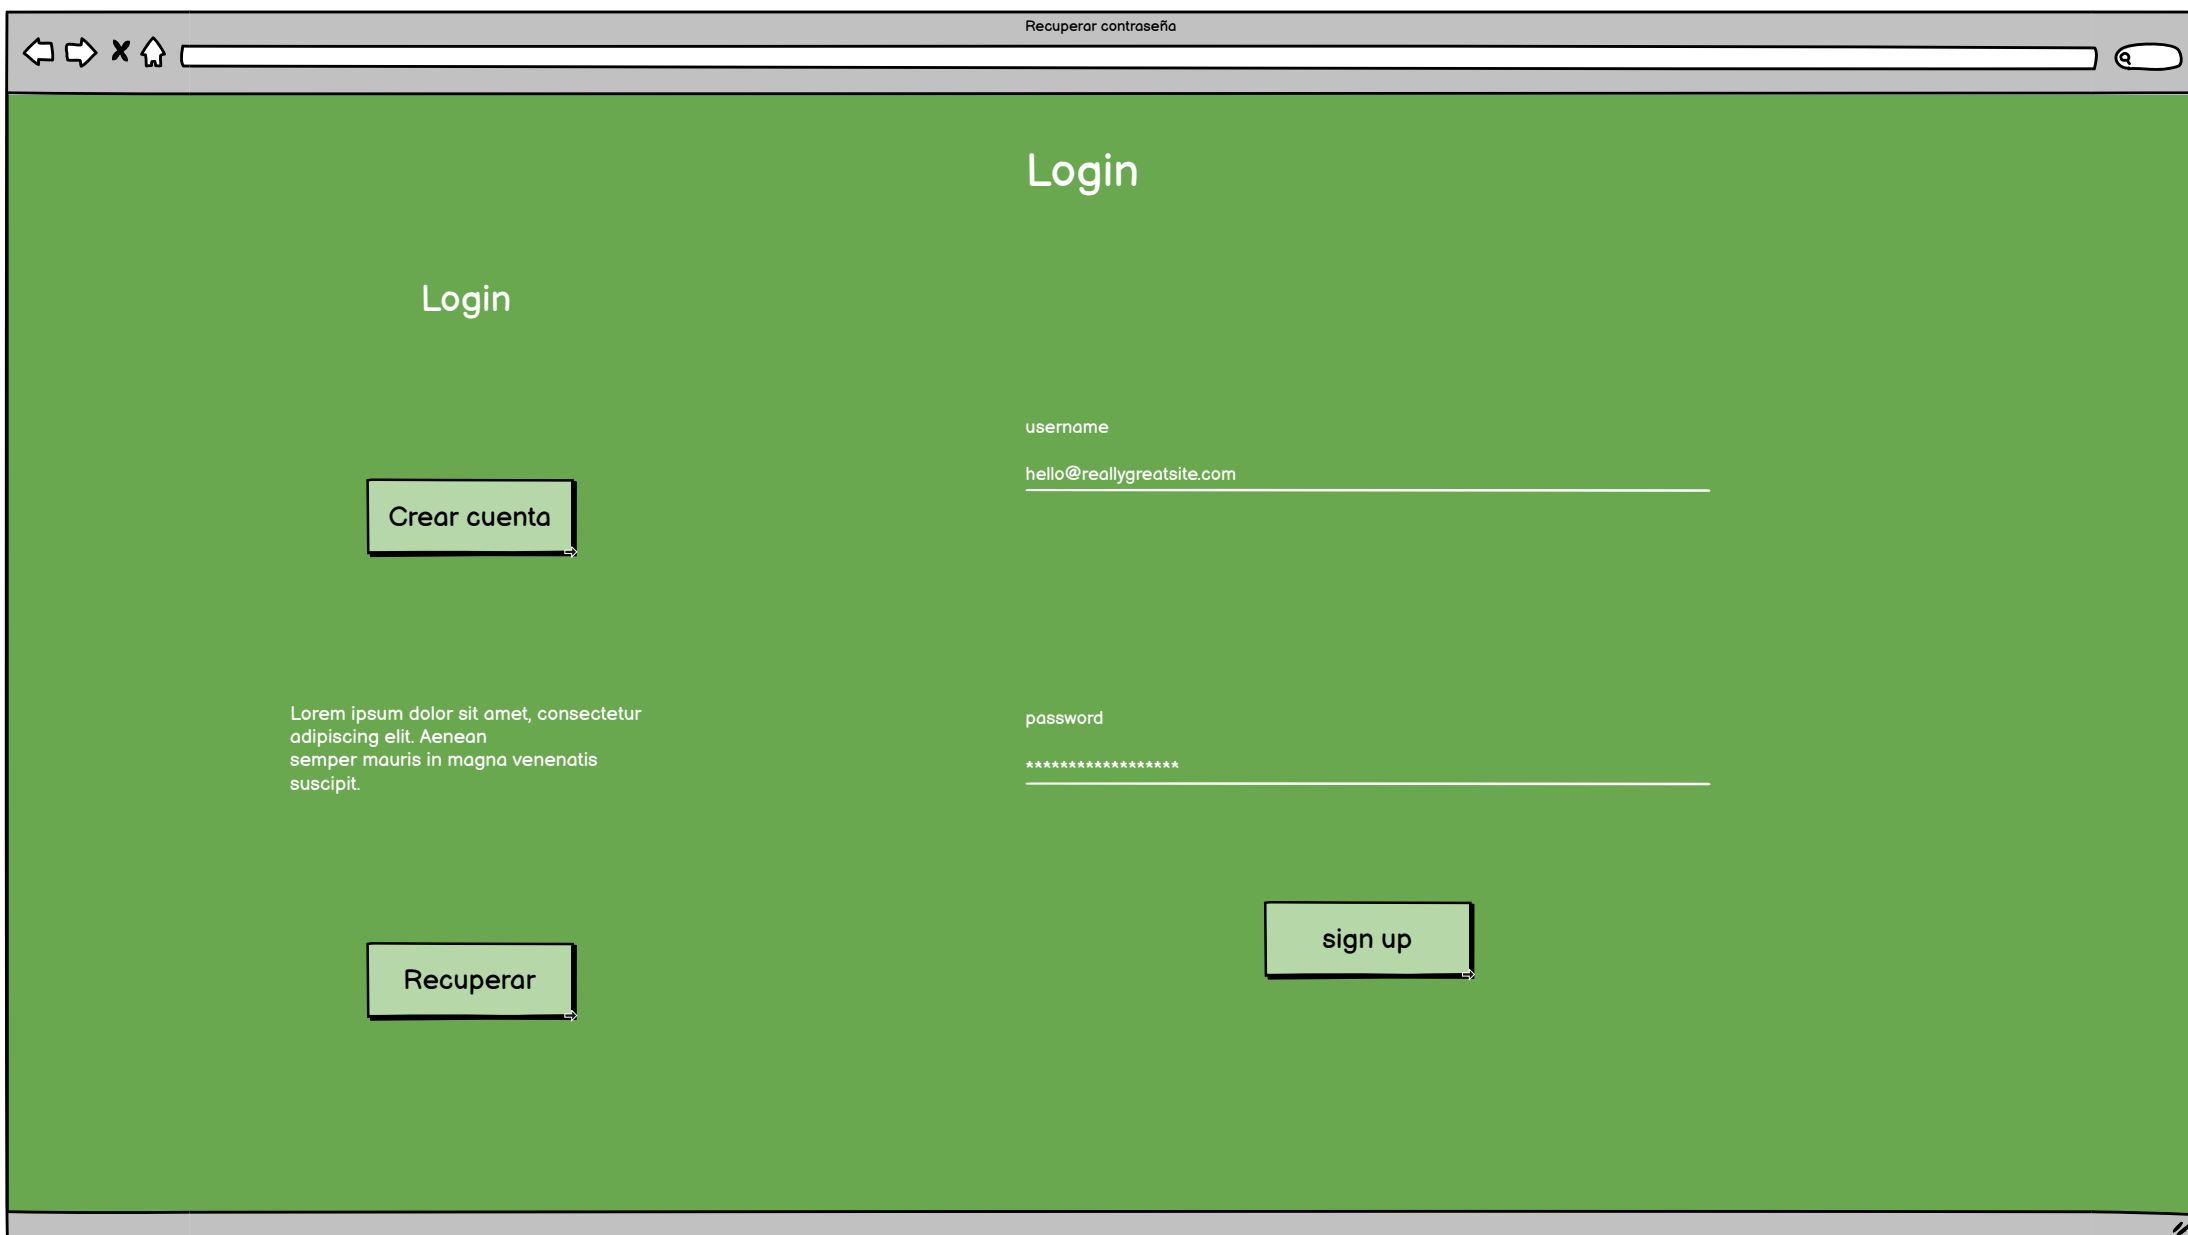 Recuperar contraseña
Login
Crear cuenta
Lorem ipsum dolor sit amet, consectetur
adipiscing elit. Aenean
semper mauris in magna venenatis
suscipit.
Recuperar
Login
username
hello@reallygreatsite.com
password
******************
sign up